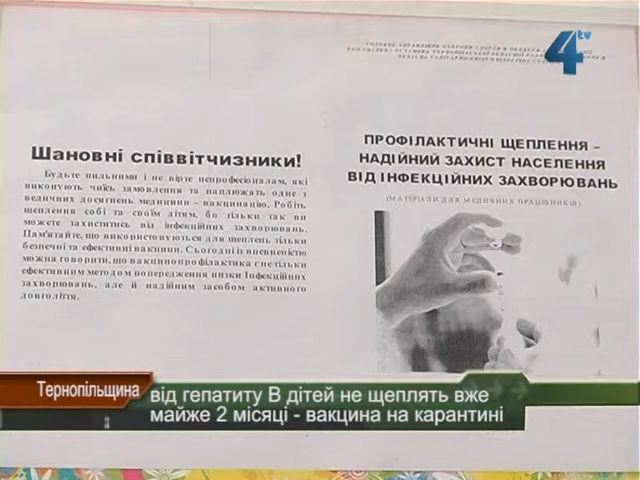 4 tv
Шановні співвітчизники!
Будьте пильними і не вірте непрофесіоналам, які
виконують чиїсь замовлення та паплюжать одне з
величних досягнень медицини - вакцинацію. Робіть
щеплення собі та своїм дітям, бо тільки так ви
можете захиститись від інфекційних захворювань.
Пам'ятайте, що використовуються для щеплень тільки
безпечні та ефективні вакцини. Сьогодні із впевненістю
можна говорити, що вакцинопрофілактика є не тільки
ефективним методом попередження низки Інфекційних
захворювань, але й надійним засобом активного
довголіття.
ПРОФІЛАКТИЧНІ ЩЕПЛЕННЯ –
НАДІЙНИЙ ЗАХИСТ НАСЕЛЕННЯ
ВІД ІНФЕКЦІЙНИХ ЗАХВОРЮВАНЬ
(МАТЕРІАЛИ ДЛЯ МЕДИЧНИХ ПРАЦІВНИКІВ)
Тернопільщина
від гепатиту В дітей не щеплять вже
майже 2 місяці - вакцина на карантині